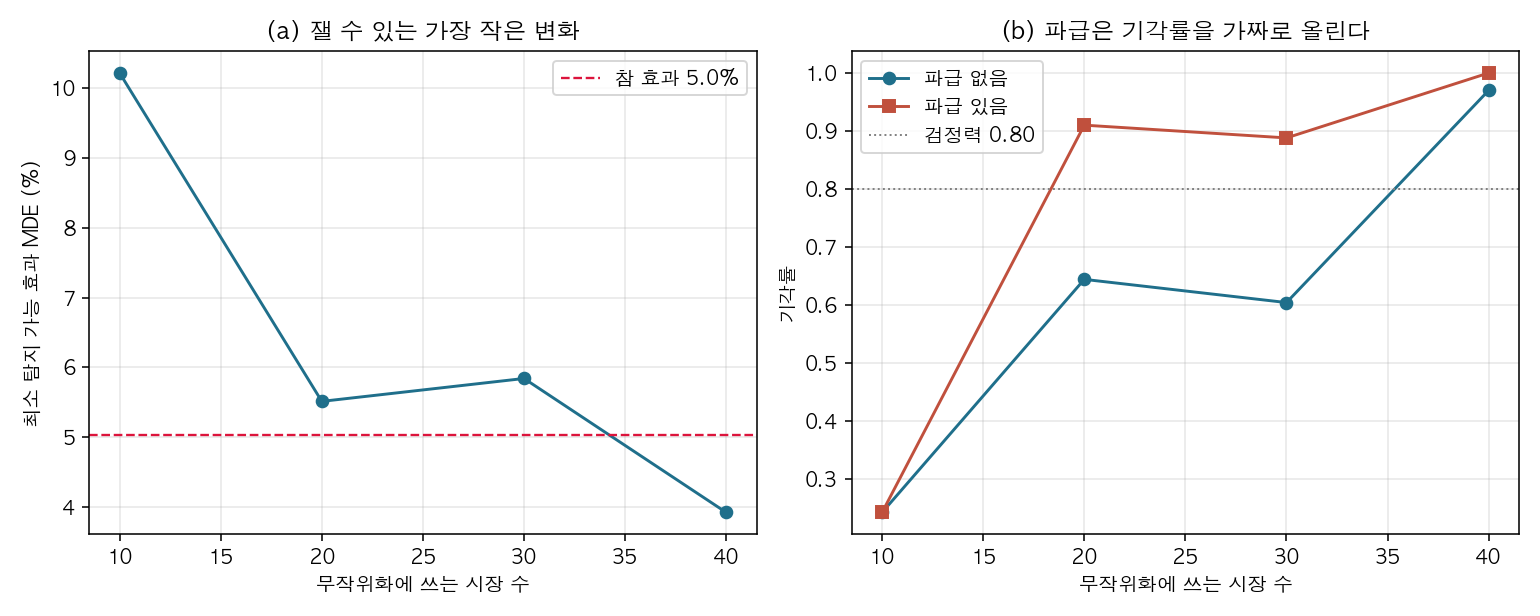 (a) 잴 수 있는 가장 작은 변화
참 효과 5.0%
최소 탐지 가능 효과 MDE (%)
10
9
8
7
6
5
4
10 15 20 25 30 35 40
무작위화에 쓰는 시장 수
(b) 파급은 기각률을 가짜로 올린다
파급 없음
파급 있음
검정력 0.80
기각률
1.0
0.9
0.8
0.7
0.6
0.5
0.4
0.3
10 15 20 25 30 35 40
무작위화에 쓰는 시장 수